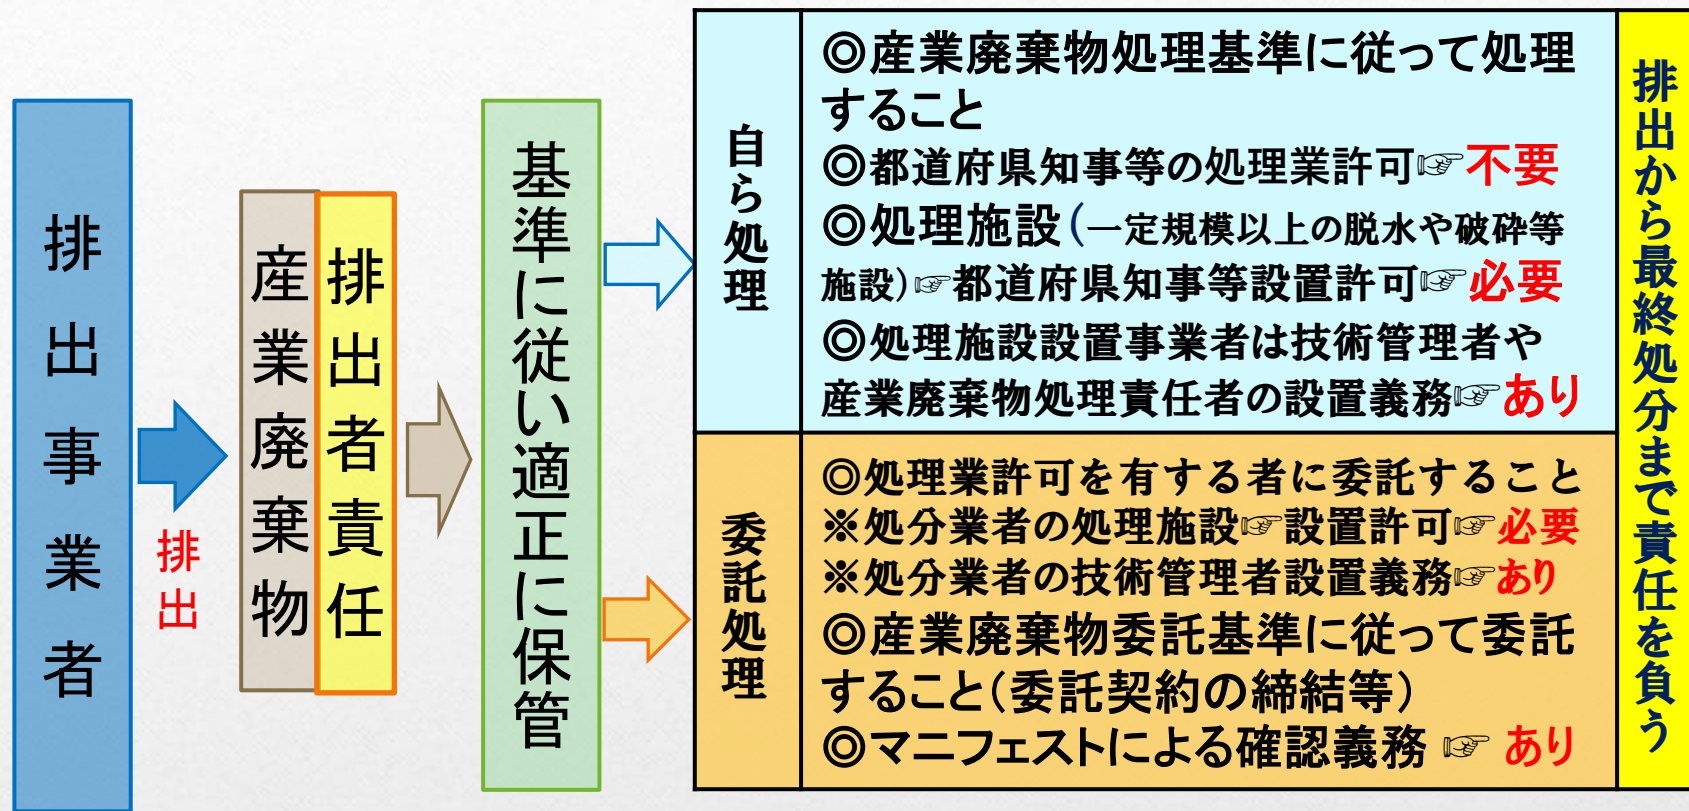 排出事業者
排出
産業廃棄物
排出者責任
基準に従い適正に保管
自ら処理
◎産業廃棄物処理基準に従って処理
すること
◎都道府県知事等の処理業許可☞不要
◎処理施設(一定規模以上の脱水や破砕等
施設)☞都道府県知事等設置許可☞必要
◎処理施設設置事業者は技術管理者や
産業廃棄物処理責任者の設置義務☞あり
委託処理
◎処理業許可を有する者に委託すること
※処分業者の処理施設☞設置許可☞必要
※処分業者の技術管理者設置義務☞あり
◎産業廃棄物委託基準に従って委託
すること(委託契約の締結等)
◎マニフェストによる確認義務 ☞ あり
排出から最終処分まで責任を負う